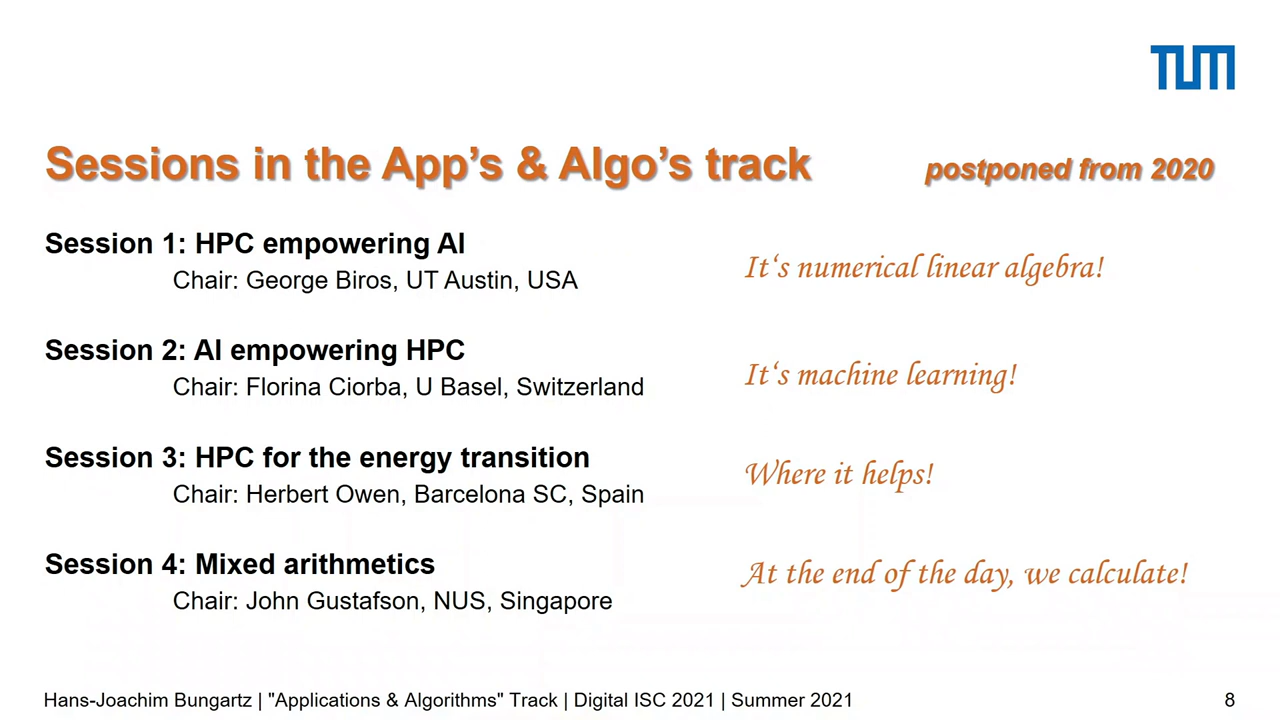 TUM
Sessions in the App’s & Algo’s track
postponed from 2020
Session 1: HPC empowering AI
Chair: George Biros, UT Austin, USA
It‘s numerical linear algebra!
Session 2: AI empowering HPC
Chair: Florina Ciorba, U Basel, Switzerland
It‘s machine learning!
Session 3: HPC for the energy transition
Chair: Herbert Owen, Barcelona SC, Spain
Where it helps!
Session 4: Mixed arithmetics
Chair: John Gustafson, NUS, Singapore
At the end of the day, we calculate!
Hans-Joachim Bungartz | "Applications & Algorithms" Track | Digital ISC 2021 | Summer 2021
8